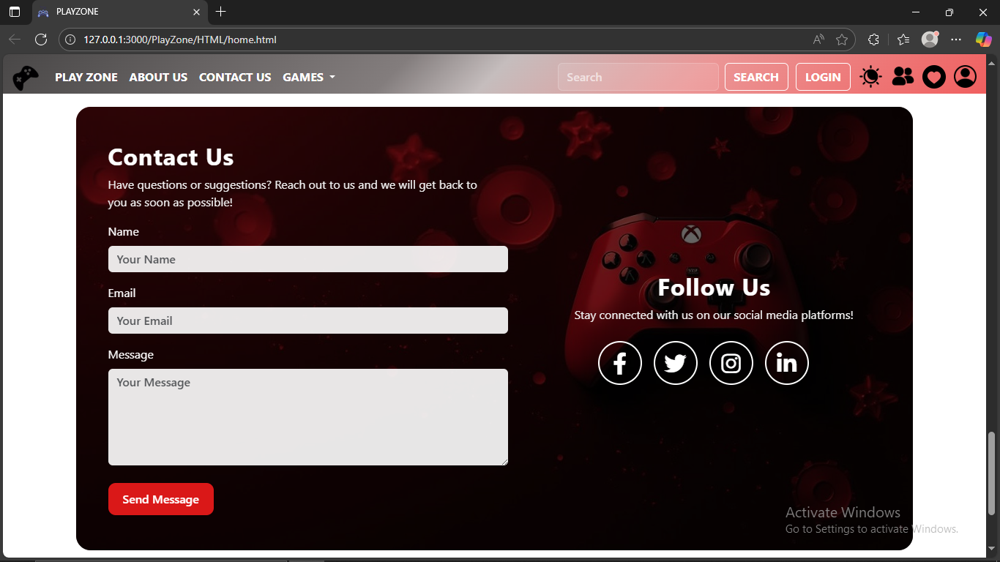 PLAYZONE
127.0.0.1:3000/PlayZone/HTML/home.html
PLAY ZONE ABOUT US CONTACT US GAMES Search SEARCH LOGIN
Contact Us
Have questions or suggestions? Reach out to us and we will get back to
you as soon as possible!
Name
Your Name
Email
Your Email
Message
Your Message
Send Message
Follow Us
Stay connected with us on our social media platforms!
Activate Windows
Go to Settings to activate Windows.